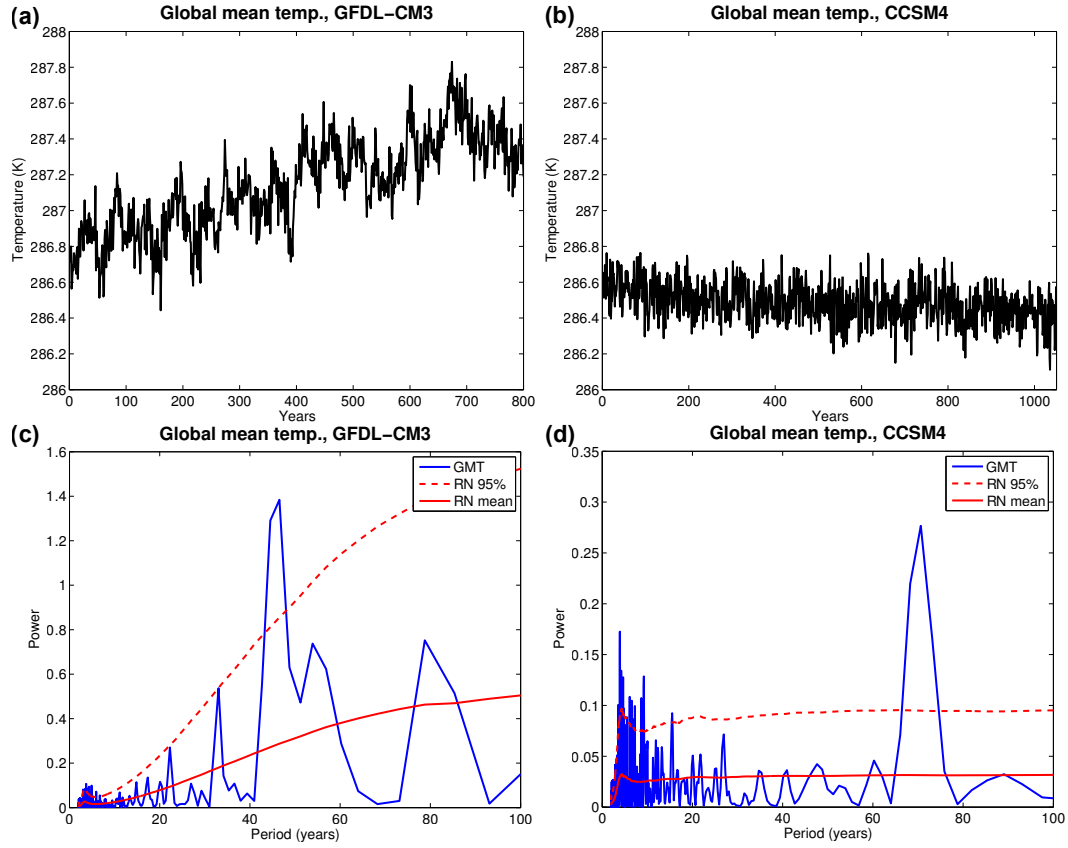 (a) Global mean temp., GFDL−CM3
288
287.8
287.6
287.4
287.2
287
286.8
286.6
286.4
286.2
286
Temperature (K)
0 100 200 300 400 500 600 700 800
Years
(b) Global mean temp., CCSM4
288
287.8
287.6
287.4
287.2
287
286.8
286.6
286.4
286.2
286
Temperature (K)
0 200 400 600 800 1000
Years
(c) Global mean temp., GFDL−CM3
1.6
1.4
1.2
1
0.8
0.6
0.4
0.2
0
Power
GMT
RN 95%
RN mean
0 20 40 60 80 100
Period (years)
(d) Global mean temp., CCSM4
0.35
0.3
0.25
0.2
0.15
0.1
0.05
0
Power
GMT
RN 95%
RN mean
0 20 40 60 80 100
Period (years)